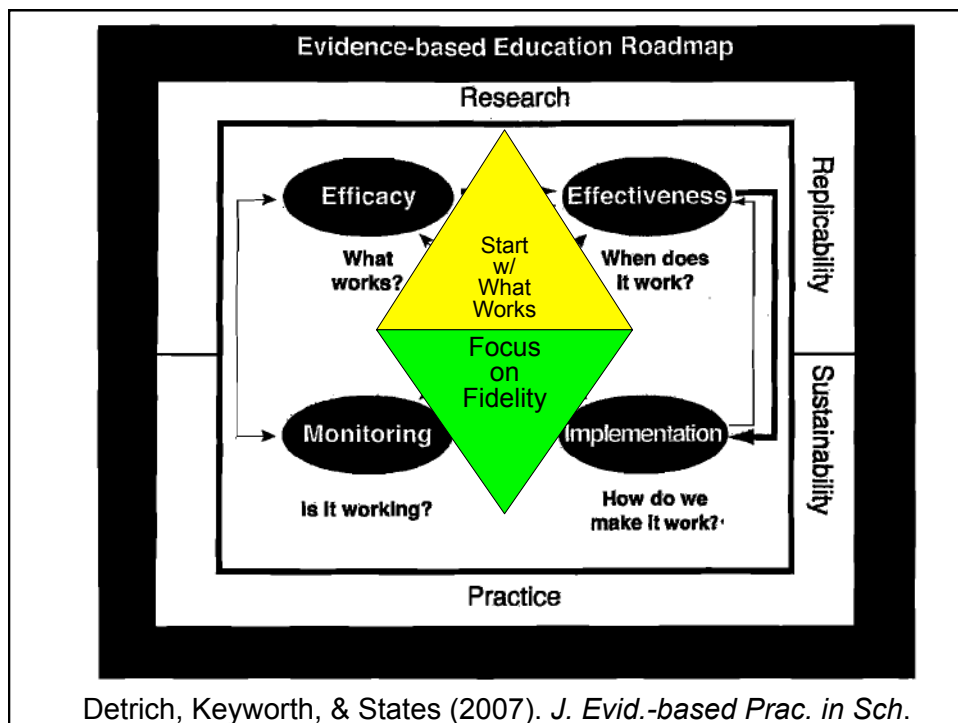 Evidence-based Education Roadmap
Research
Efficacy
Effectiveness
What
works?
Start
w/
What
Works
When does
it work?
Replicability
Focus
on
Fidelity
Sustainability
Monitoring
Implementation
Is it working?
How do we
make it work?
Practice
Detrich, Keyworth, & States (2007). J. Evid.-based Prac. in Sch.